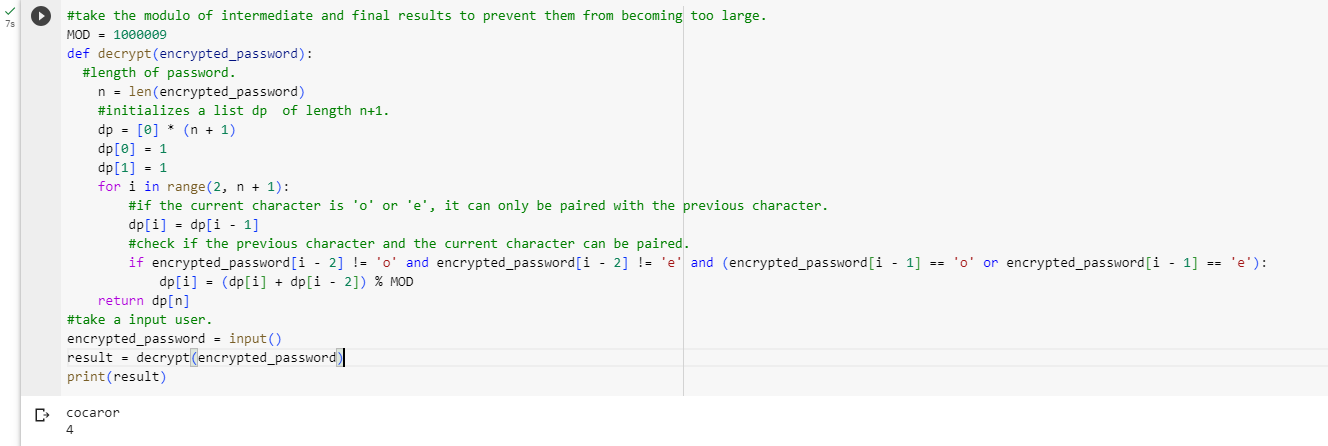 7s
#take the modulo of intermediate and final results to prevent them from becoming too large.
MOD = 1000009
def decrypt(encrypted_password):
  #length of password.
    n = len(encrypted_password)
    #initializes a list dp  of length n+1.
    dp = [0] * (n + 1)
    dp[0] = 1
    dp[1] = 1
    for i in range(2, n + 1):
        #if the current character is 'o' or 'e', it can only be paired with the previous character.
        dp[i] = dp[i - 1]
        #check if the previous character and the current character can be paired.
        if encrypted_password[i - 2] != 'o' and encrypted_password[i - 2] != 'e' and (encrypted_password[i - 1] == 'o' or encrypted_password[i - 1] == 'e'):
            dp[i] = (dp[i] + dp[i - 2]) % MOD
    return dp[n]
#take a input user.
encrypted_password = input()
result = decrypt(encrypted_password)
print(result)
cocaror
4